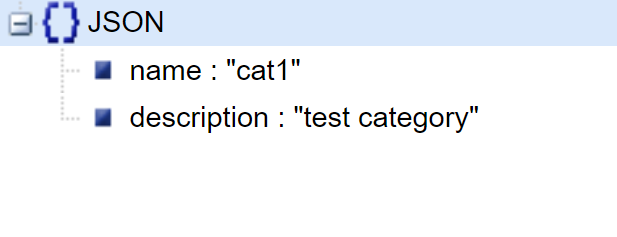 {} JSON
name : "cat1"
description : "test category"